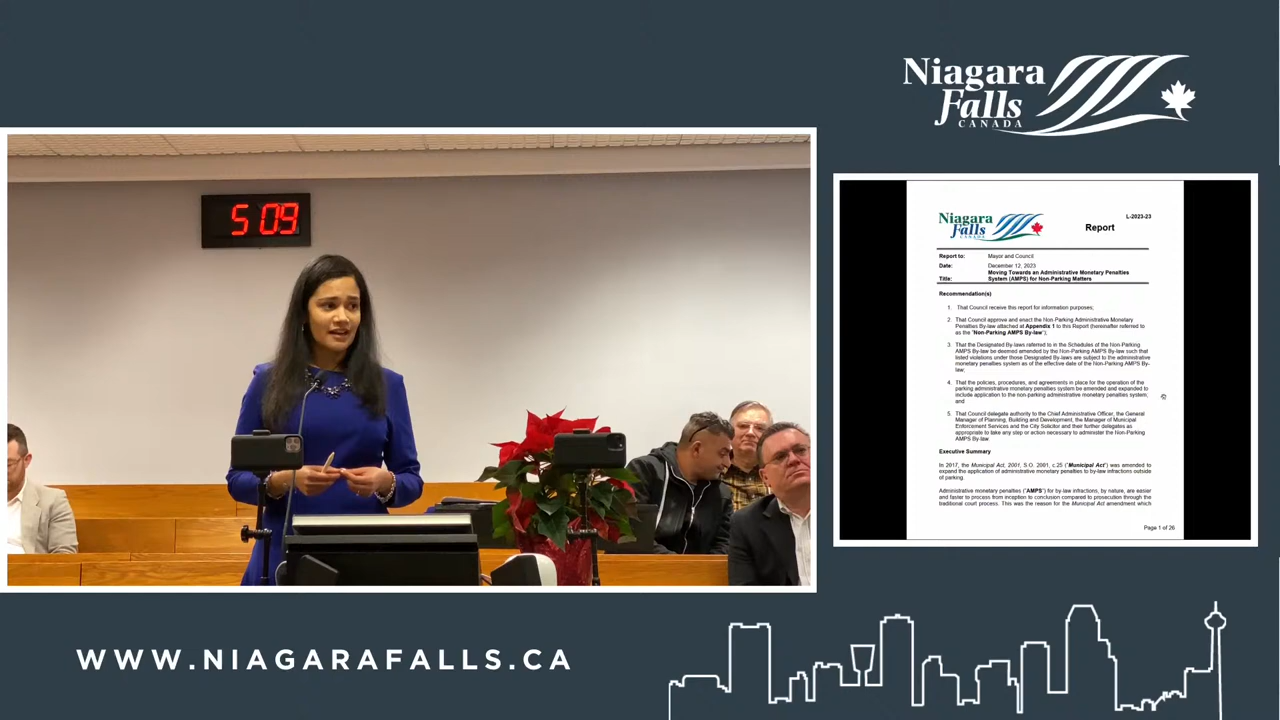 Niagara
Falls
CANADA
5 09
Niagara
Falls
CANADA
L-2023-23
Report
Report to: Mayor and Council
Date: December 12, 2023
Title: Moving Towards an Administrative Monetary Penalties
System (AMPS) for Non-Parking Matters
Recommendation(s)
1. That Council receive this report for information purposes;
2. That Council approve and enact the Non-Parking Administrative Monetary
Penalties By-law attached at Appendix 1 to this Report (hereinafter referred to
as the "Non-Parking AMPS By-law");
3. That the Designated By-laws referred to in the Schedules of the Non-Parking
AMPS By-law be deemed amended by the Non-Parking AMPS By-law such that
listed violations under those Designated By-laws are subject to the administrative
monetary penalties system as of the effective date of the Non-Parking AMPS By-
law;
4. That the policies, procedures, and agreements in place for the operation of the
parking administrative monetary penalties system be amended and expanded to
include application to the non-parking administrative monetary penalties system;
and
5. That Council delegate authority to the Chief Administrative Officer, the General
Manager of Planning, Building and Development, the Manager of Municipal
Enforcement Services and the City Solicitor and their further delegates as
appropriate to take any step or action necessary to administer the Non-Parking
AMPS By-law.
Executive Summary
In 2017, the Municipal Act, 2001, S.O. 2001, c.25 ("Municipal Act") was amended to
expand the application of administrative monetary penalties to by-law infractions outside
of parking.
Administrative monetary penalties ("AMPS") for by-law infractions, by nature, are easier
and faster to process from inception to conclusion compared to prosecution through the
traditional court process. This was the reason for the Municipal Act amendment which
Page 1 of 26
WWW.NIAGARAFALLS.CA